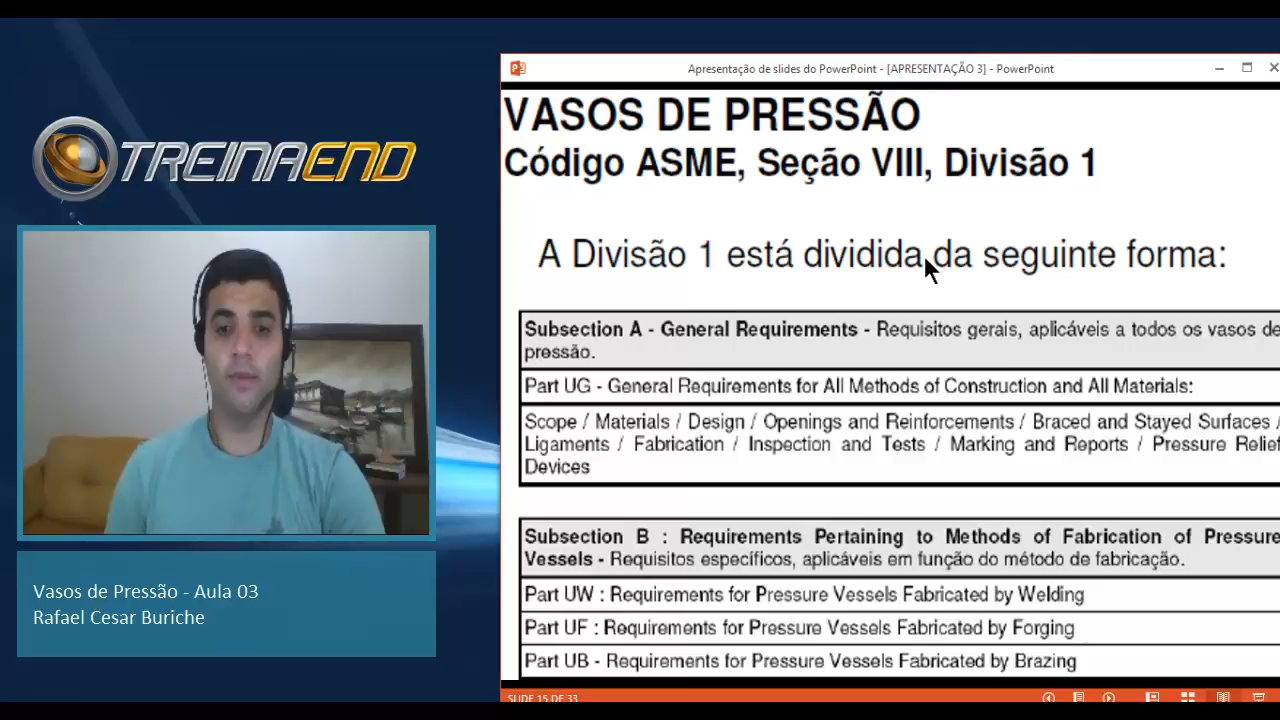 TREINAEND
Vasos de Pressão - Aula 03
Rafael Cesar Buriche
Apresentação de slides do PowerPoint - [APRESENTAÇÃO 3] - PowerPoint
VASOS DE PRESSÃO
Código ASME, Seção VIII, Divisão 1
A Divisão 1 está dividida da seguinte forma:
Subsection A - General Requirements - Requisitos gerais, aplicáveis a todos os vasos de
pressão.
Part UG - General Requirements for All Methods of Construction and All Materials:
Scope / Materials / Design / Openings and Reinforcements / Braced and Stayed Surfaces /
Ligaments / Fabrication / Inspection and Tests / Marking and Reports / Pressure Relief
Devices
Subsection B : Requirements Pertaining to Methods of Fabrication of Pressure
Vessels - Requisitos específicos, aplicáveis em função do método de fabricação.
Part UW : Requirements for Pressure Vessels Fabricated by Welding
Part UF : Requirements for Pressure Vessels Fabricated by Forging
Part UB - Requirements for Pressure Vessels Fabricated by Brazing
SLIDE 15 DE 33